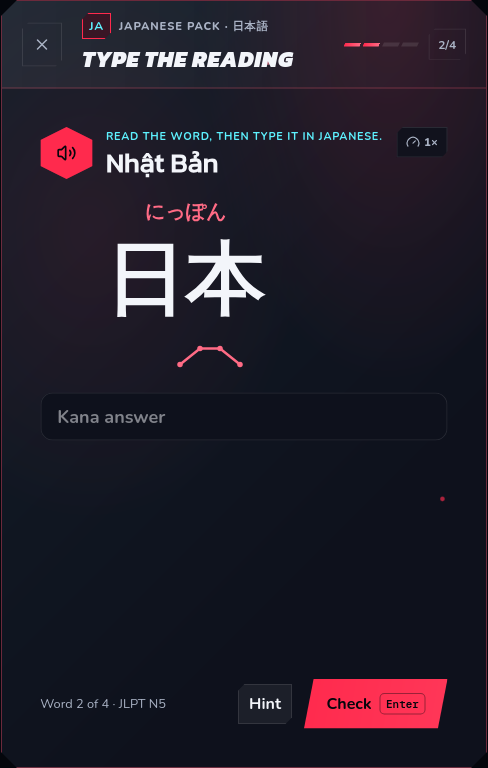 JA JAPANESE PACK · 日本語
TYPE THE READING
2/4
READ THE WORD, THEN TYPE IT IN JAPANESE.
Nhật Bản
1×
にっぽん
日本
Kana answer
Word 2 of 4 · JLPT N5
Hint
Check Enter